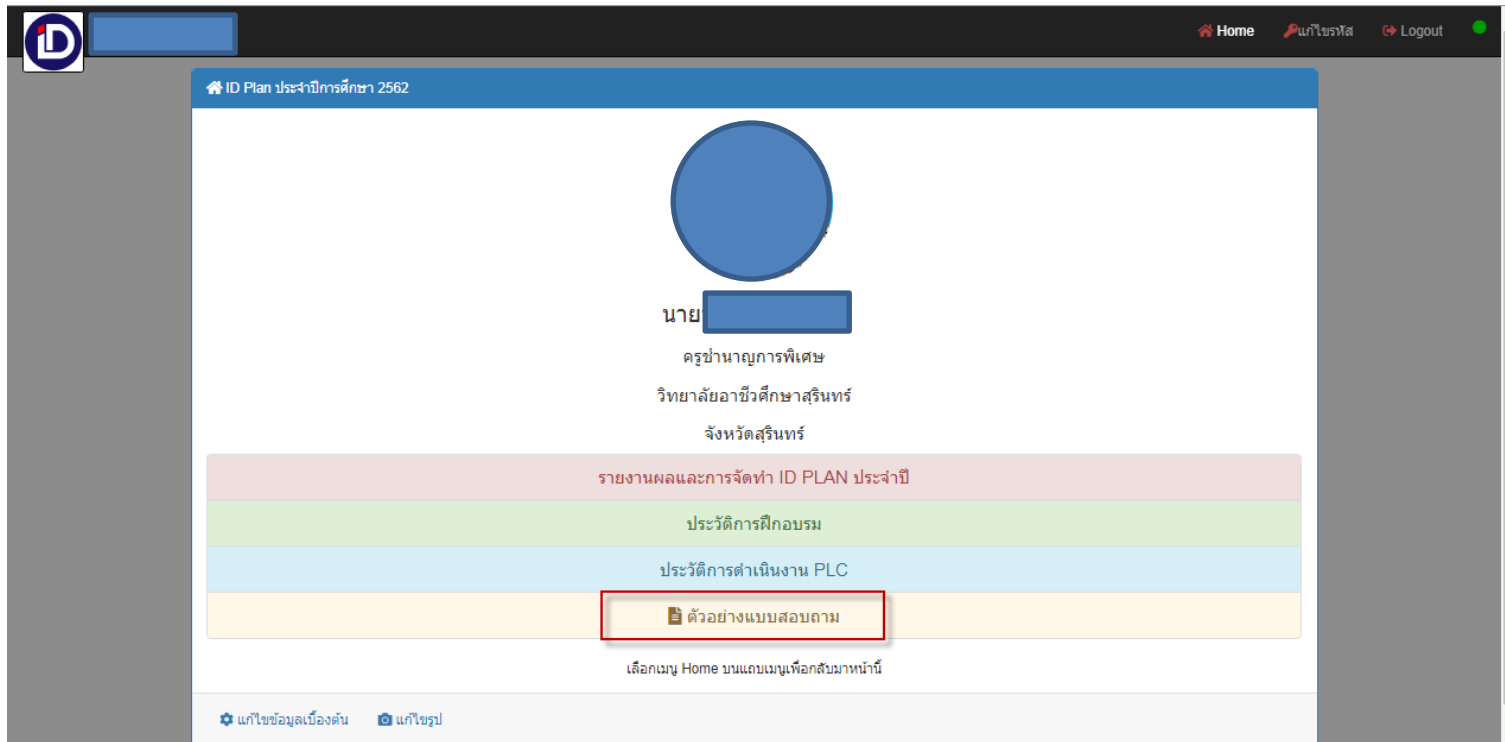 iD
Home แก้ไขรหัส Logout
ID Plan ประจำปีการศึกษา 2562
นาย
ครูชำนาญการพิเศษ
วิทยาลัยอาชีวศึกษาสุรินทร์
จังหวัดสุรินทร์
รายงานผลและการจัดทำ ID PLAN ประจำปี
ประวัติการฝึกอบรม
ประวัติการดำเนินงาน PLC
ตัวอย่างแบบสอบถาม
เลือกเมนู Home บนแถบเมนูเพื่อกลับมาหน้านี้
แก้ไขข้อมูลเบื้องต้น แก้ไขรูป